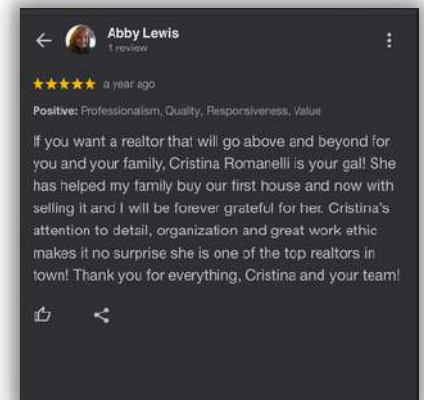 Abby Lewis
1 review
a year ago
Positive: Professionalism, Quality, Responsiveness, Value
If you want a realtor that will go above and beyond for
you and your family, Cristina Romanelli is your gal! She
has helped my family buy our first house and now with
selling it and I will be forever grateful for her. Cristina's
attention to detail, organization and great work ethic
makes it no surprise she is one of the top realtors in
town! Thank you for everything, Cristina and your team!